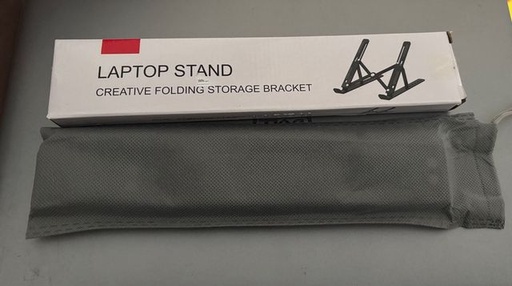 LAPTOP STAND
CREATIVE FOLDING STORAGE BRACKET